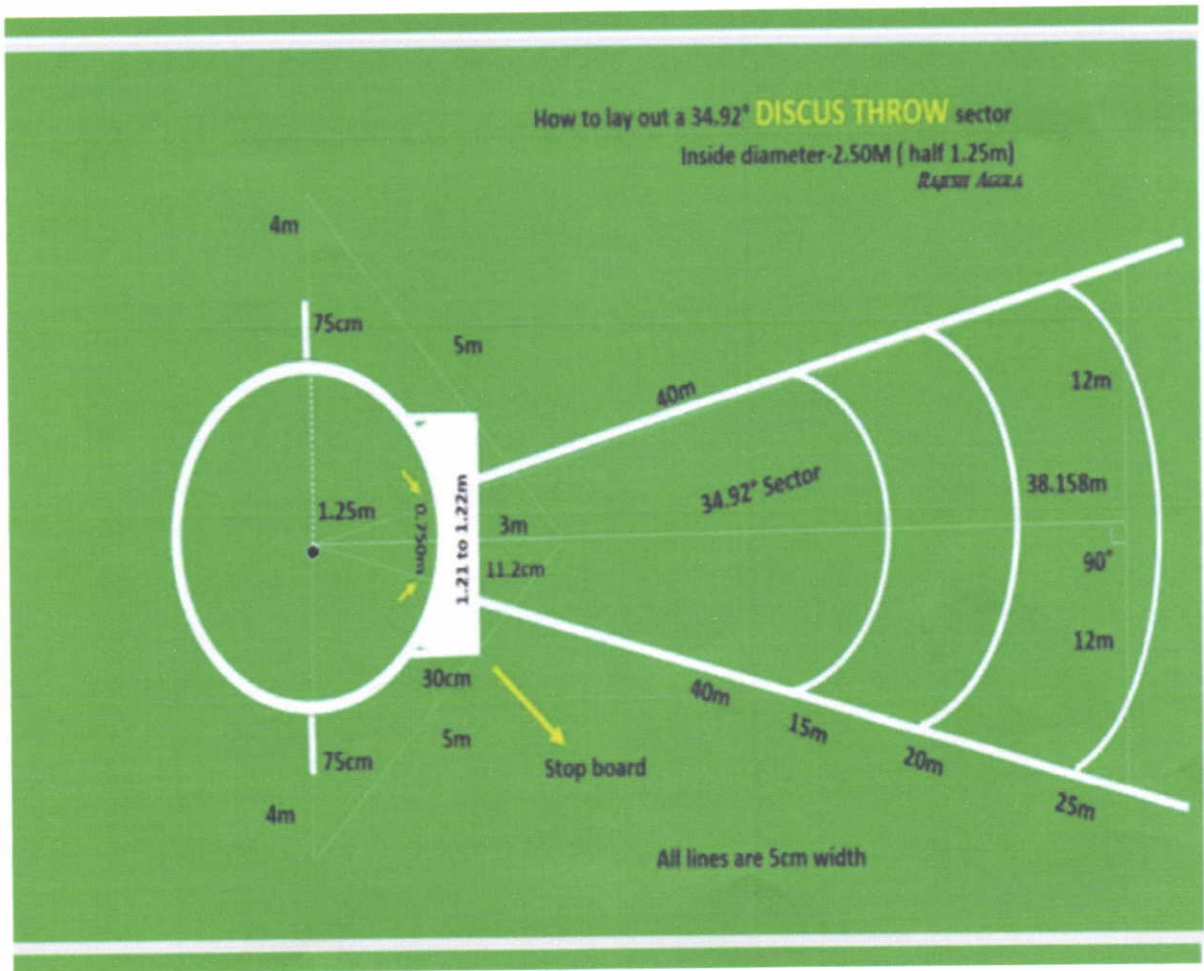 How to lay out a 34.92° DISCUS THROW sector
Inside diameter-2.50M ( half 1.25m)
RAJESH AGOLA
4m
75cm
5m
40m
12m
34.92° Sector
38.158m
1.25m
0.750m
1.21 to 1.22m
3m
11.2cm
90°
12m
30cm
40m
15m
20m
25m
5m
75cm
Stop board
4m
All lines are 5cm width